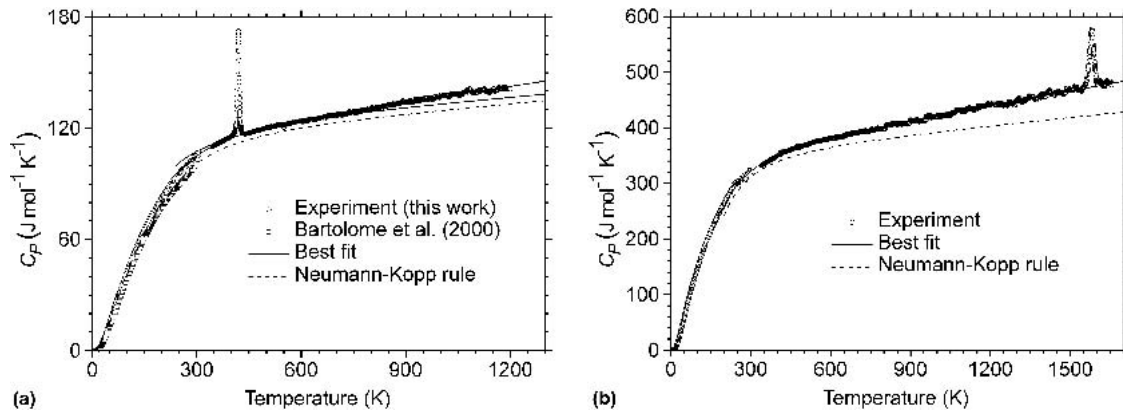 180
120
60
0
C_P (J mol⁻¹ K⁻¹)
Experiment (this work)
Bartolome et al. (2000)
Best fit
Neumann-Kopp rule
0 300 600 900 1200
Temperature (K)
(a)
600
500
400
300
200
100
0
C_P (J mol⁻¹ K⁻¹)
Experiment
Best fit
Neumann-Kopp rule
0 300 600 900 1200 1500
Temperature (K)
(b)